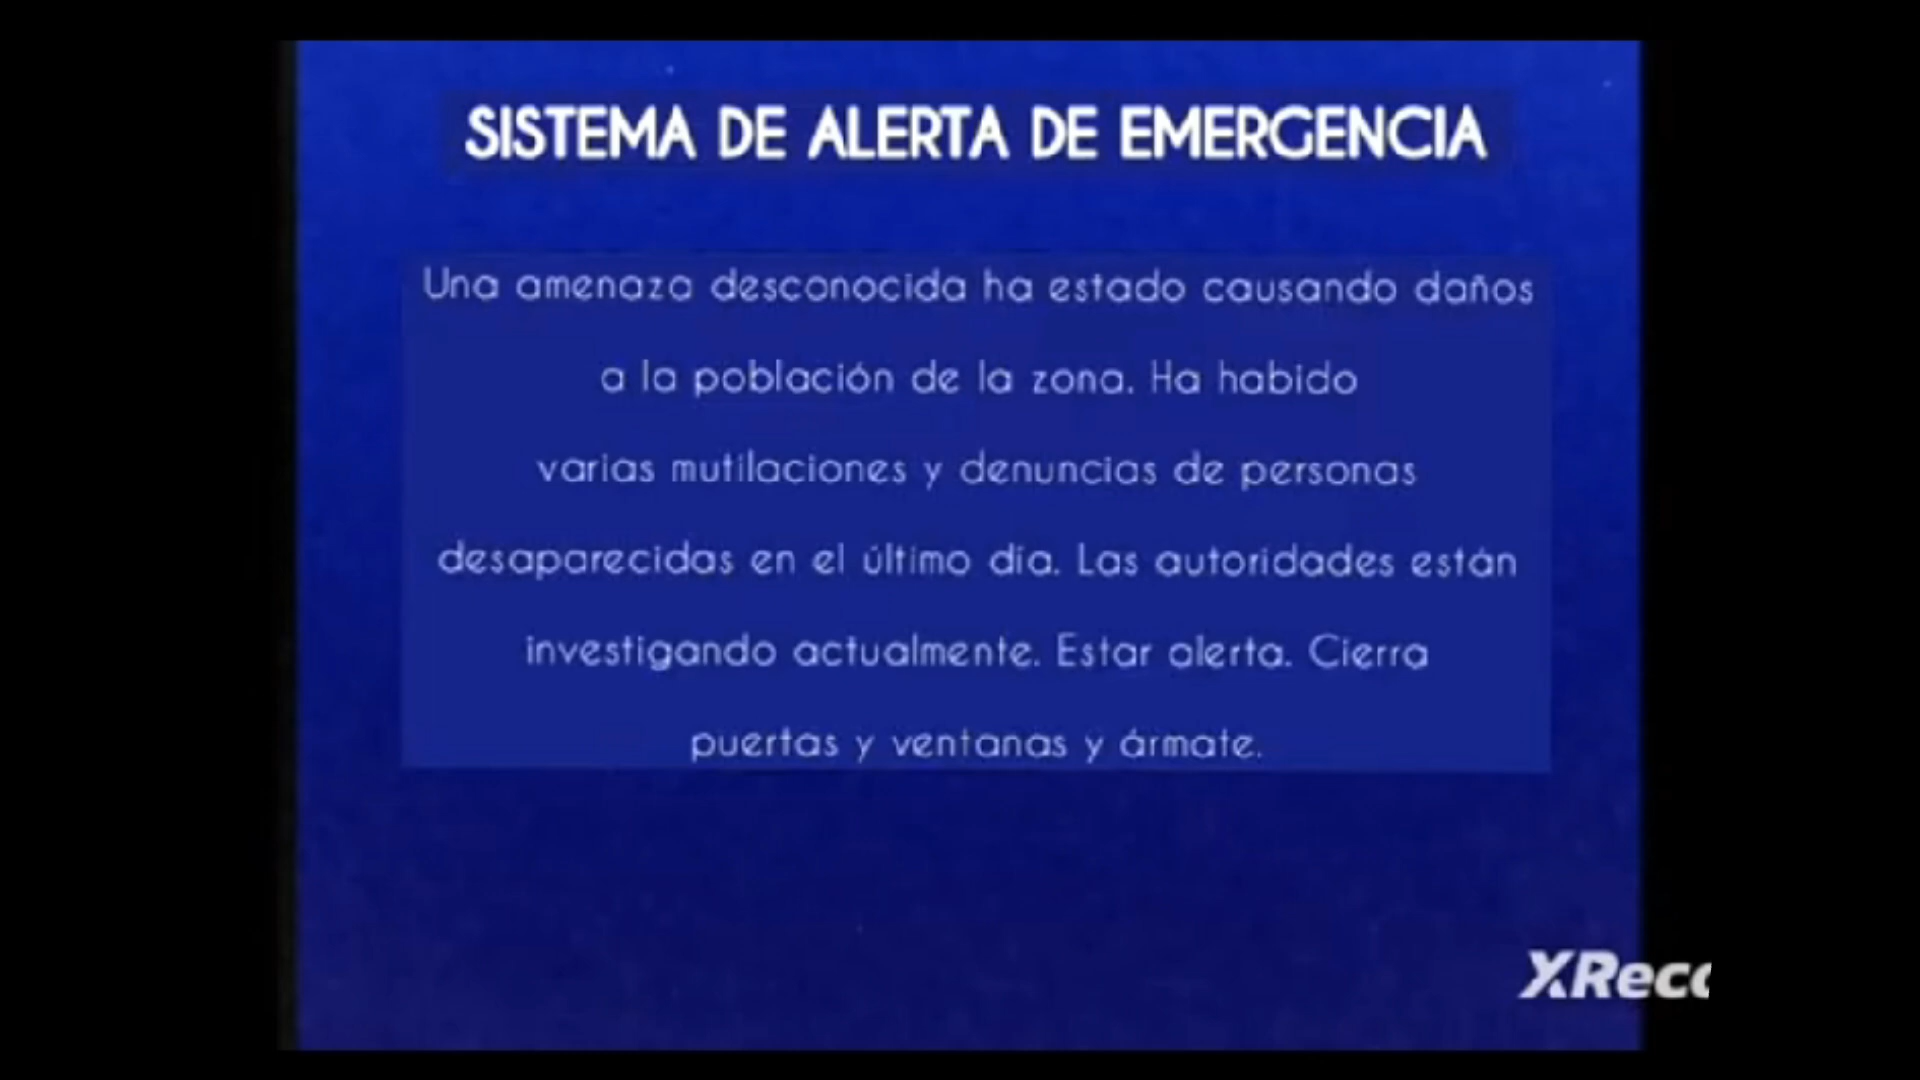 SISTEMA DE ALERTA DE EMERGENCIA
Una amenaza desconocida ha estado causando daños
a la población de la zona. Ha habido
varias mutilaciones y denuncias de personas
desaparecidas en el último día. Las autoridades están
investigando actualmente. Estar alerta. Cierra
puertas y ventanas y ármate.
XRec